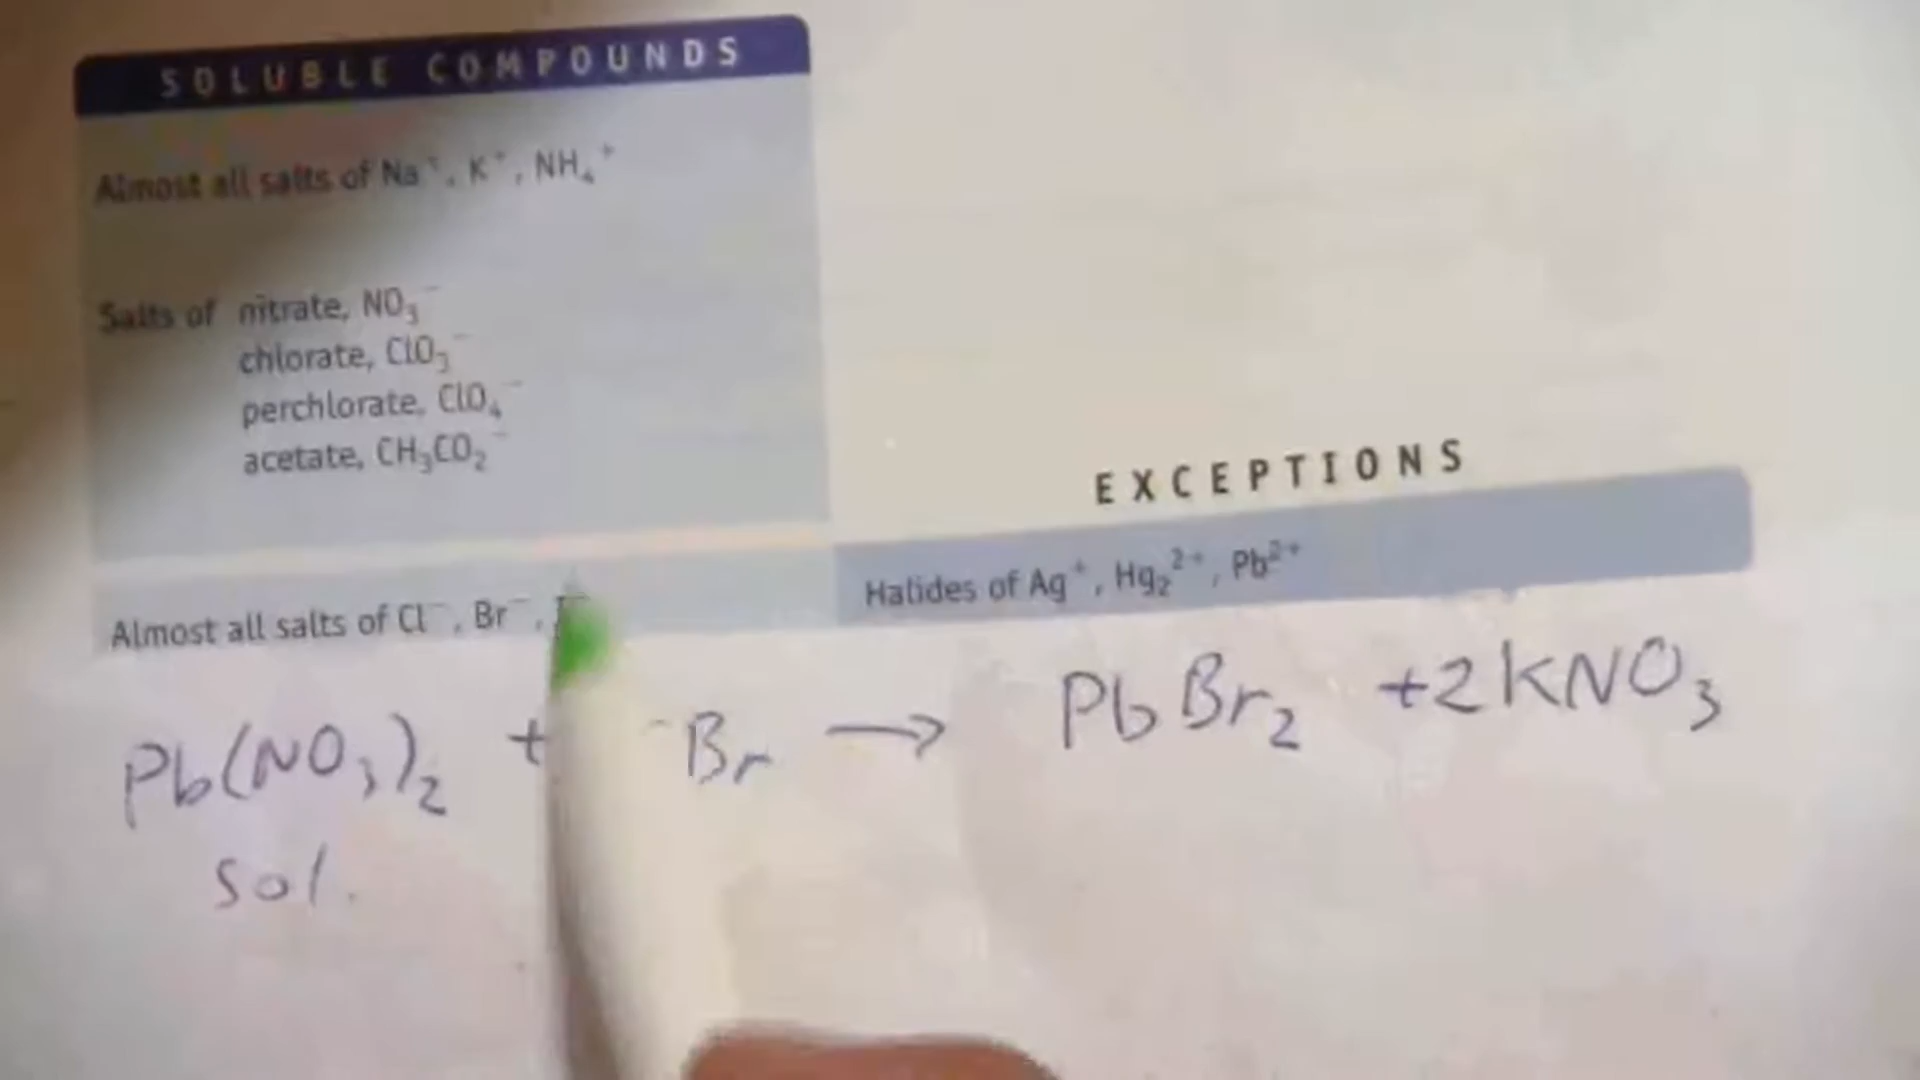 SOLUBLE COMPOUNDS
Almost all salts of Na⁺, K⁺, NH₄⁺
Salts of nitrate, NO₃⁻
chlorate, ClO₃⁻
perchlorate, ClO₄⁻
acetate, CH₃CO₂⁻
EXCEPTIONS
Almost all salts of Cl⁻, Br⁻,
Halides of Ag⁺, Hg₂²⁺, Pb²⁺
Pb(NO₃)₂ + Br → PbBr₂ +2KNO₃
sol.